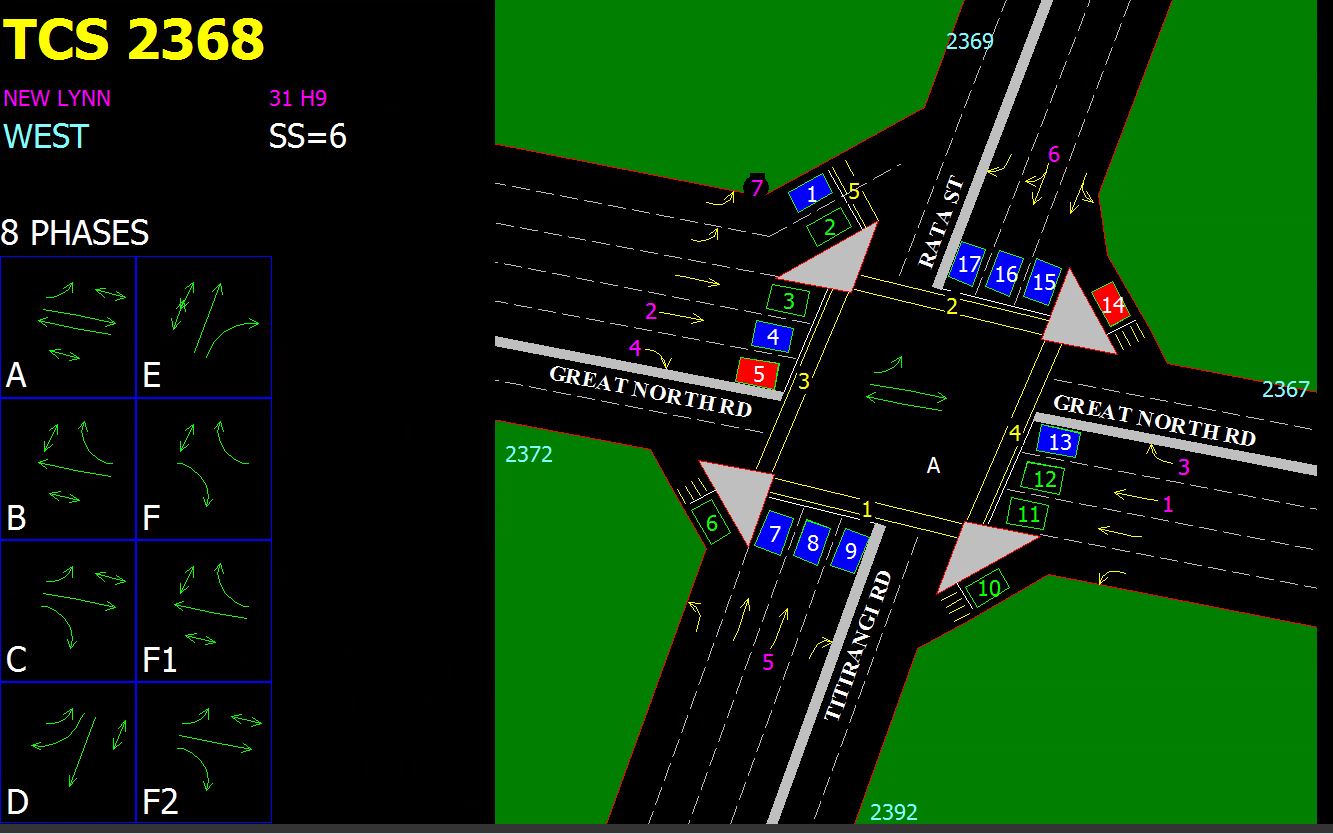 TCS 2368
NEW LYNN 31 H9
WEST SS=6
8 PHASES
A E
B F
C F1
D F2
2369
6
7
1 5
2
RATA ST
17 16 15
3
2
14
2
4
4
5 3
GREAT NORTH RD
2367
GREAT NORTH RD
4 13
3
2372
A
12
1
11
6
1
7 8 9
10
TITIRANGI RD
5
2392